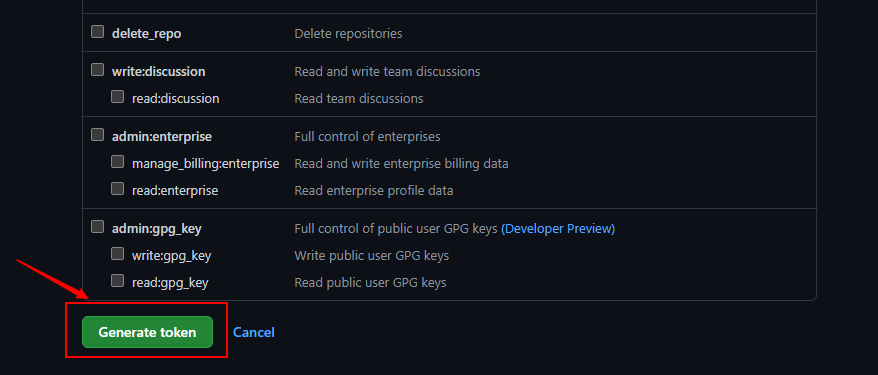 delete_repo Delete repositories
write:discussion Read and write team discussions
read:discussion Read team discussions
admin:enterprise Full control of enterprises
manage_billing:enterprise Read and write enterprise billing data
read:enterprise Read enterprise profile data
admin:gpg_key Full control of public user GPG keys (Developer Preview)
write:gpg_key Write public user GPG keys
read:gpg_key Read public user GPG keys
Generate token Cancel